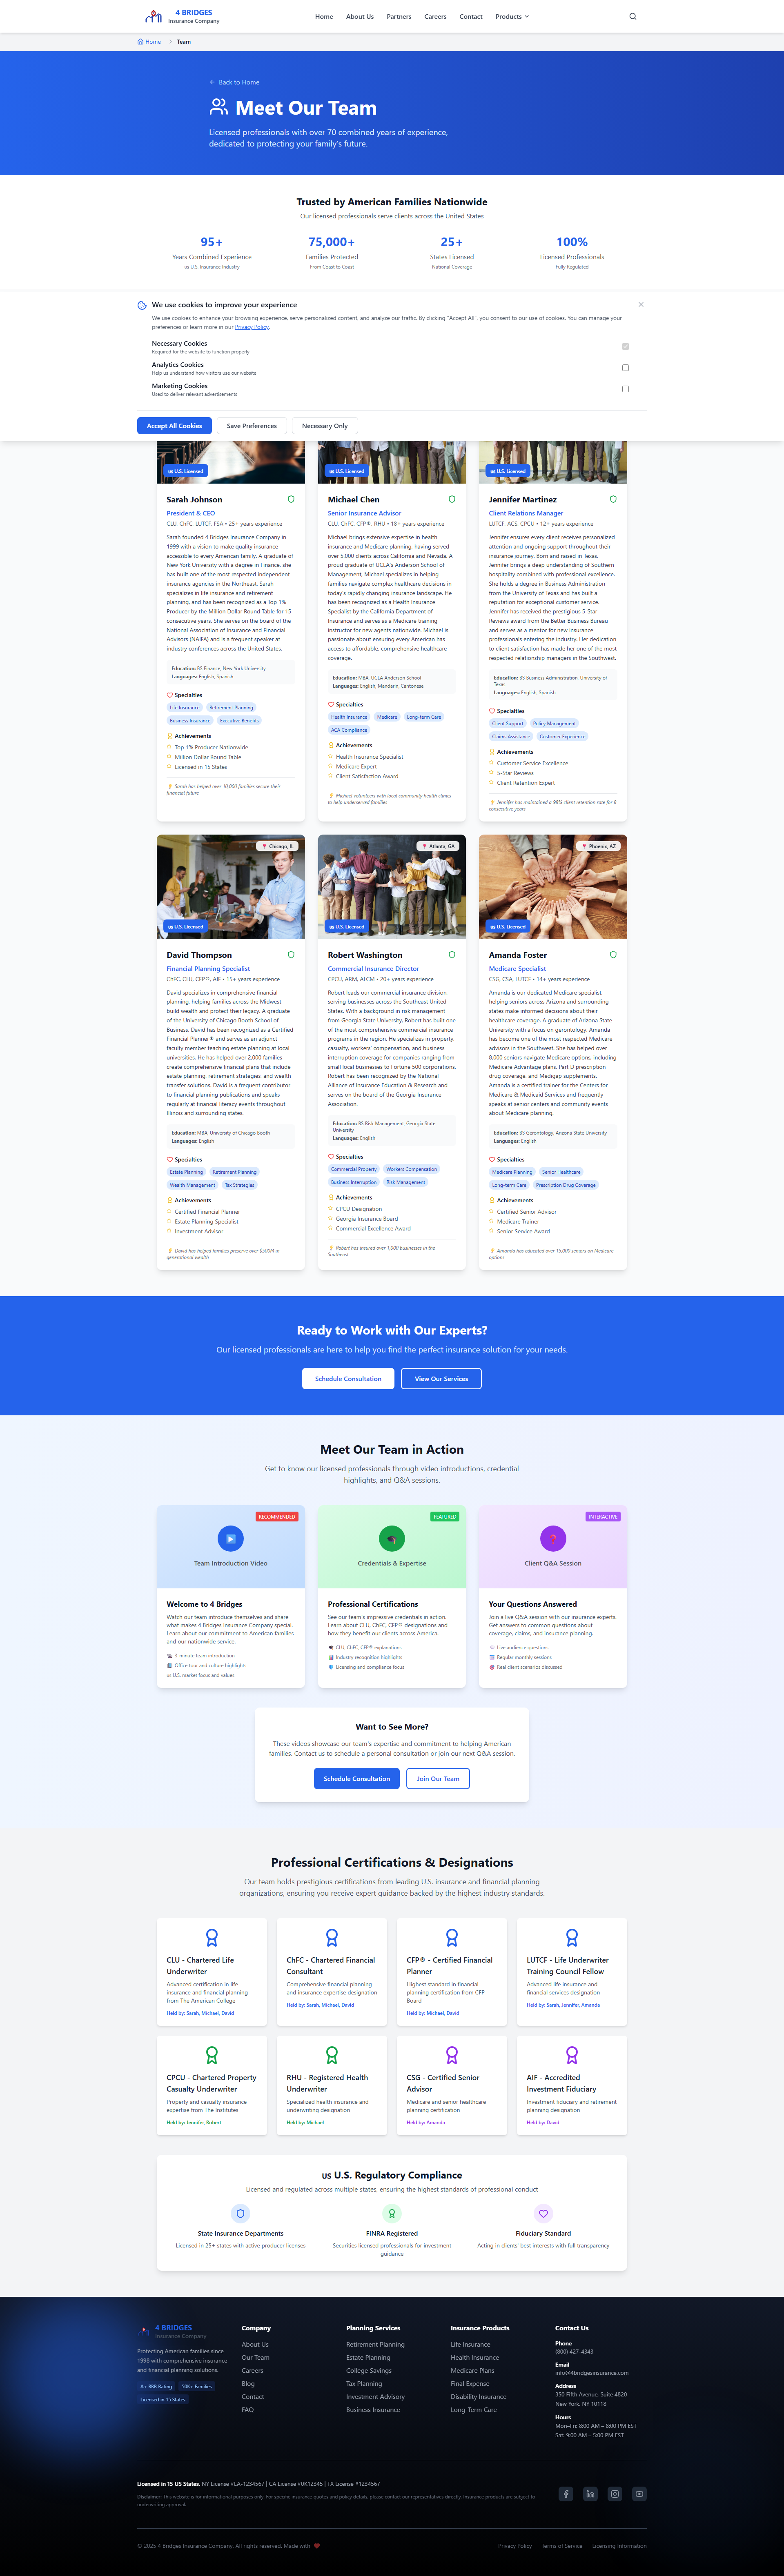 4 BRIDGES
Insurance Company
Home
About Us
Partners
Careers
Contact
Products
Home
Team
Back to Home
Meet Our Team
Licensed professionals with over 70 combined years of experience,
dedicated to protecting your family's future.
Trusted by American Families Nationwide
Our licensed professionals serve clients across the United States
95+
Years Combined Experience
us U.S. Insurance Industry
75,000+
Families Protected
From Coast to Coast
25+
States Licensed
National Coverage
100%
Licensed Professionals
Fully Regulated
We use cookies to improve your experience
We use cookies to enhance your browsing experience, serve personalized content, and analyze our traffic. By clicking "Accept All", you consent to our use of cookies. You can manage your
preferences or learn more in our Privacy Policy.
Necessary Cookies
Required for the website to function properly
Analytics Cookies
Help us understand how visitors use our website
Marketing Cookies
Used to deliver relevant advertisements
Accept All Cookies
Save Preferences
Necessary Only
us U.S. Licensed
Sarah Johnson
President & CEO
CLU, ChFC, LUTCF, FSA • 25+ years experience
Sarah founded 4 Bridges Insurance Company in
1999 with a vision to make quality insurance
accessible to every American family. A graduate of
New York University with a degree in Finance, she
has built one of the most respected independent
insurance agencies in the Northeast. Sarah
specializes in life insurance and retirement
planning, and has been recognized as a Top 1%
Producer by the Million Dollar Round Table for 15
consecutive years. She serves on the board of the
National Association of Insurance and Financial
Advisors (NAIFA) and is a frequent speaker at
industry conferences across the United States.
Education: BS Finance, New York University
Languages: English, Spanish
Specialties
Life Insurance
Retirement Planning
Business Insurance
Executive Benefits
Achievements
Top 1% Producer Nationwide
Million Dollar Round Table
Licensed in 15 States
Sarah has helped over 10,000 families secure their
financial future
us U.S. Licensed
Michael Chen
Senior Insurance Advisor
CLU, ChFC, CFP®, RHU • 18+ years experience
Michael brings extensive expertise in health
insurance and Medicare planning, having served
over 5,000 clients across California and Nevada. A
proud graduate of UCLA's Anderson School of
Management, Michael specializes in helping
families navigate complex healthcare decisions in
today's rapidly changing insurance landscape. He
has been recognized as a Health Insurance
Specialist by the California Department of
Insurance and serves as a Medicare training
instructor for new agents nationwide. Michael is
passionate about ensuring every American has
access to affordable, comprehensive healthcare
coverage.
Education: MBA, UCLA Anderson School
Languages: English, Mandarin, Cantonese
Specialties
Health Insurance
Medicare
Long-term Care
ACA Compliance
Achievements
Health Insurance Specialist
Medicare Expert
Client Satisfaction Award
Michael volunteers with local community health clinics
to help underserved families
us U.S. Licensed
Jennifer Martinez
Client Relations Manager
LUTCF, ACS, CPCU • 12+ years experience
Jennifer ensures every client receives personalized
attention and ongoing support throughout their
insurance journey. Born and raised in Texas,
Jennifer brings a deep understanding of Southern
hospitality combined with professional excellence.
She holds a degree in Business Administration
from the University of Texas and has built a
reputation for exceptional customer service.
Jennifer has received the prestigious 5-Star
Reviews award from the Better Business Bureau
and serves as a mentor for new insurance
professionals entering the industry. Her dedication
to client satisfaction has made her one of the most
respected relationship managers in the Southwest.
Education: BS Business Administration, University of
Texas
Languages: English, Spanish
Specialties
Client Support
Policy Management
Claims Assistance
Customer Experience
Achievements
Customer Service Excellence
5-Star Reviews
Client Retention Expert
Jennifer has maintained a 98% client retention rate for 8
consecutive years
Chicago, IL
us U.S. Licensed
David Thompson
Financial Planning Specialist
ChFC, CLU, CFP®, AIF • 15+ years experience
David specializes in comprehensive financial
planning, helping families across the Midwest
build wealth and protect their legacy. A graduate
of the University of Chicago Booth School of
Business, David has been recognized as a Certified
Financial Planner® and serves as an adjunct
faculty member teaching estate planning at local
universities. He has helped over 2,000 families
create comprehensive financial plans that include
estate planning, retirement strategies, and wealth
transfer solutions. David is a frequent contributor
to financial planning publications and speaks
regularly at financial literacy events throughout
Illinois and surrounding states.
Education: MBA, University of Chicago Booth
Languages: English
Specialties
Estate Planning
Retirement Planning
Wealth Management
Tax Strategies
Achievements
Certified Financial Planner
Estate Planning Specialist
Investment Advisor
David has helped families preserve over $500M in
generational wealth
Atlanta, GA
us U.S. Licensed
Robert Washington
Commercial Insurance Director
CPCU, ARM, ALCM • 20+ years experience
Robert leads our commercial insurance division,
serving businesses across the Southeast United
States. With a background in risk management
from Georgia State University, Robert has built one
of the most comprehensive commercial insurance
programs in the region. He specializes in property,
casualty, workers' compensation, and business
interruption coverage for companies ranging from
small local businesses to Fortune 500 corporations.
Robert has been recognized by the National
Alliance of Insurance Education & Research and
serves on the board of the Georgia Insurance
Association.
Education: BS Risk Management, Georgia State
University
Languages: English
Specialties
Commercial Property
Workers Compensation
Business Interruption
Risk Management
Achievements
CPCU Designation
Georgia Insurance Board
Commercial Excellence Award
Robert has insured over 1,000 businesses in the
Southeast
Phoenix, AZ
us U.S. Licensed
Amanda Foster
Medicare Specialist
CSG, CSA, LUTCF • 14+ years experience
Amanda is our dedicated Medicare specialist,
helping seniors across Arizona and surrounding
states make informed decisions about their
healthcare coverage. A graduate of Arizona State
University with a focus on gerontology, Amanda
has become one of the most respected Medicare
advisors in the Southwest. She has helped over
8,000 seniors navigate Medicare options, including
Medicare Advantage plans, Part D prescription
drug coverage, and Medigap supplements.
Amanda is a certified trainer for the Centers for
Medicare & Medicaid Services and frequently
speaks at senior centers and community events
about Medicare planning.
Education: BS Gerontology, Arizona State University
Languages: English
Specialties
Medicare Planning
Senior Healthcare
Long-term Care
Prescription Drug Coverage
Achievements
Certified Senior Advisor
Medicare Trainer
Senior Service Award
Amanda has educated over 15,000 seniors on Medicare
options
Ready to Work with Our Experts?
Our licensed professionals are here to help you find the perfect insurance solution for your needs.
Schedule Consultation
View Our Services
Meet Our Team in Action
Get to know our licensed professionals through video introductions, credential
highlights, and Q&A sessions.
RECOMMENDED
Team Introduction Video
Welcome to 4 Bridges
Watch our team introduce themselves and share
what makes 4 Bridges Insurance Company special.
Learn about our commitment to American families
and our nationwide service.
3-minute team introduction
Office tour and culture highlights
us U.S. market focus and values
FEATURED
Credentials & Expertise
Professional Certifications
See our team's impressive credentials in action.
Learn about CLU, ChFC, CFP® designations and
how they benefit our clients across America.
CLU, ChFC, CFP® explanations
Industry recognition highlights
Licensing and compliance focus
INTERACTIVE
Client Q&A Session
Your Questions Answered
Join a live Q&A session with our insurance experts.
Get answers to common questions about
coverage, claims, and insurance planning.
Live audience questions
Regular monthly sessions
Real client scenarios discussed
Want to See More?
These videos showcase our team's expertise and commitment to helping American
families. Contact us to schedule a personal consultation or join our next Q&A session.
Schedule Consultation
Join Our Team
Professional Certifications & Designations
Our team holds prestigious certifications from leading U.S. insurance and financial planning
organizations, ensuring you receive expert guidance backed by the highest industry standards.
CLU - Chartered Life
Underwriter
Advanced certification in life
insurance and financial planning
from The American College
Held by: Sarah, Michael, David
ChFC - Chartered Financial
Consultant
Comprehensive financial planning
and insurance expertise designation
Held by: Sarah, Michael, David
CFP® - Certified Financial
Planner
Highest standard in financial
planning certification from CFP
Board
Held by: Michael, David
LUTCF - Life Underwriter
Training Council Fellow
Advanced life insurance and
financial services designation
Held by: Sarah, Jennifer, Amanda
CPCU - Chartered Property
Casualty Underwriter
Property and casualty insurance
expertise from The Institutes
Held by: Jennifer, Robert
RHU - Registered Health
Underwriter
Specialized health insurance and
underwriting designation
Held by: Michael
CSG - Certified Senior
Advisor
Medicare and senior healthcare
planning certification
Held by: Amanda
AIF - Accredited
Investment Fiduciary
Investment fiduciary and retirement
planning designation
Held by: David
us U.S. Regulatory Compliance
Licensed and regulated across multiple states, ensuring the highest standards of professional conduct
State Insurance Departments
Licensed in 25+ states with active producer licenses
FINRA Registered
Securities licensed professionals for investment
guidance
Fiduciary Standard
Acting in clients' best interests with full transparency
4 BRIDGES
Insurance Company
Protecting American families since
1998 with comprehensive insurance
and financial planning solutions.
A+ BBB Rating
50K+ Families
Licensed in 15 States
Company
About Us
Our Team
Careers
Blog
Contact
FAQ
Planning Services
Retirement Planning
Estate Planning
College Savings
Tax Planning
Investment Advisory
Business Insurance
Insurance Products
Life Insurance
Health Insurance
Medicare Plans
Final Expense
Disability Insurance
Long-Term Care
Contact Us
Phone
(800) 427-4343
Email
info@4bridgesinsurance.com
Address
350 Fifth Avenue, Suite 4820
New York, NY 10118
Hours
Mon–Fri: 8:00 AM – 8:00 PM EST
Sat: 9:00 AM – 5:00 PM EST
Licensed in 15 US States. NY License #LA-1234567 | CA License #0K12345 | TX License #1234567
Disclaimer: This website is for informational purposes only. For specific insurance quotes and policy details, please contact our representatives directly. Insurance products are subject to
underwriting approval.
© 2025 4 Bridges Insurance Company. All rights reserved. Made with
Privacy Policy
Terms of Service
Licensing Information